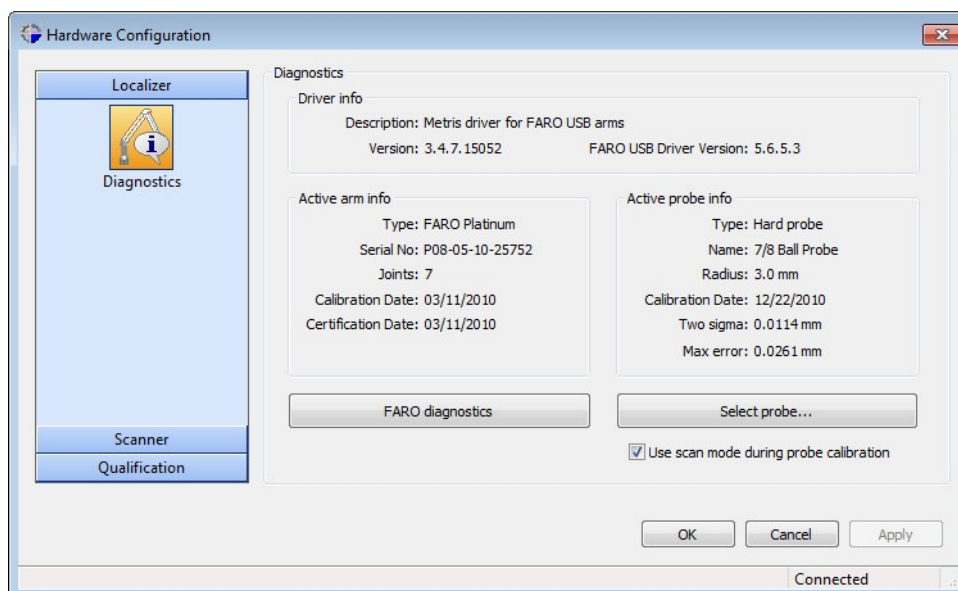 Hardware Configuration
Localizer
Diagnostics
Scanner
Qualification
Diagnostics
Driver info
Description: Metris driver for FARO USB arms
Version: 3.4.7.15052 FARO USB Driver Version: 5.6.5.3
Active arm info
Type: FARO Platinum
Serial No: P08-05-10-25752
Joints: 7
Calibration Date: 03/11/2010
Certification Date: 03/11/2010
Active probe info
Type: Hard probe
Name: 7/8 Ball Probe
Radius: 3.0 mm
Calibration Date: 12/22/2010
Two sigma: 0.0114 mm
Max error: 0.0261 mm
FARO diagnostics
Select probe...
Use scan mode during probe calibration
OK Cancel Apply
Connected